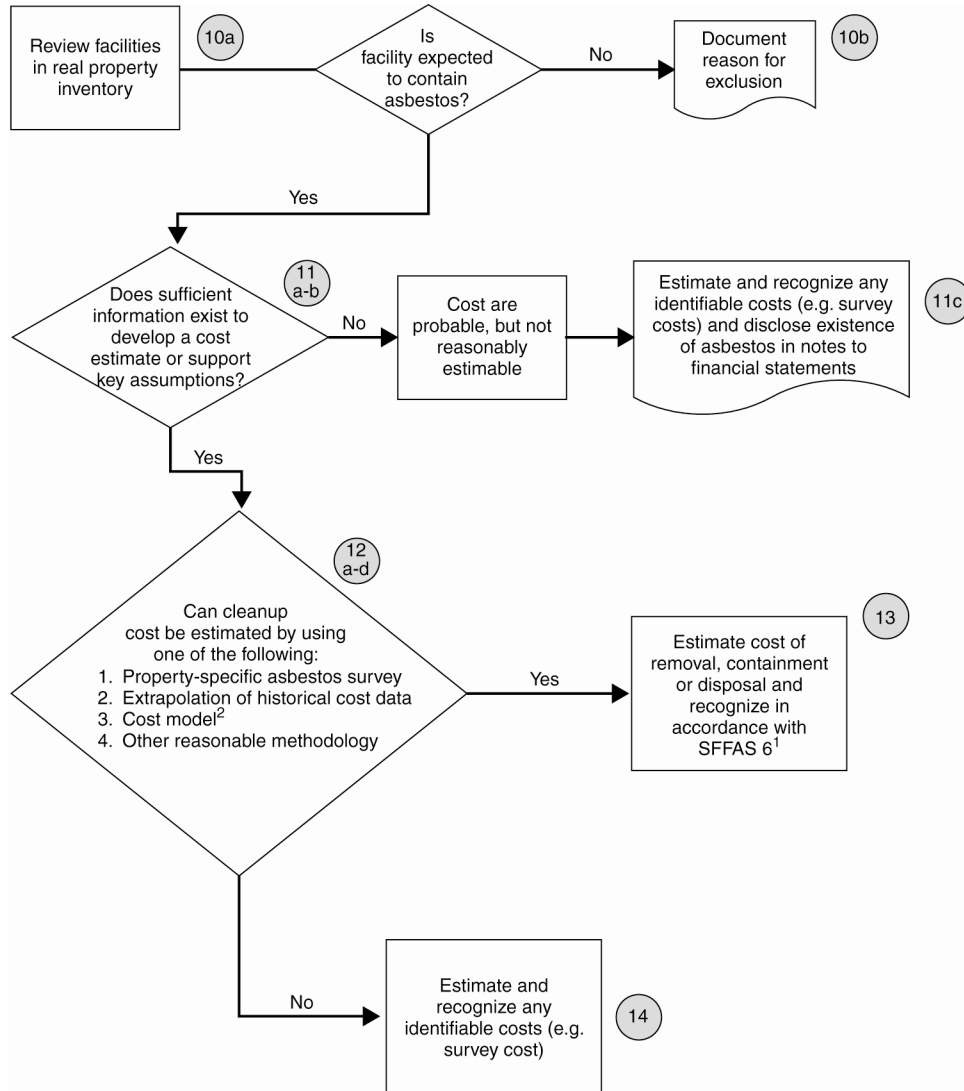 Review facilities
in real property
inventory
10a
Is
facility expected
to contain
asbestos?
No
Document
reason for
exclusion
10b
Yes
Does sufficient
information exist to
develop a cost
estimate or support
key assumptions?
11
a-b
No
Cost are
probable, but not
reasonably
estimable
Estimate and recognize any
identifiable costs (e.g. survey
costs) and disclose existence
of asbestos in notes to
financial statements
11c
Yes
12
a-d
Can cleanup
cost be estimated by using
one of the following:
1. Property-specific asbestos survey
2. Extrapolation of historical cost data
3. Cost model²
4. Other reasonable methodology
Yes
Estimate cost of
removal, containment
or disposal and
recognize in
accordance with
SFFAS 6¹
13
No
Estimate and
recognize any
identifiable costs (e.g.
survey cost)
14